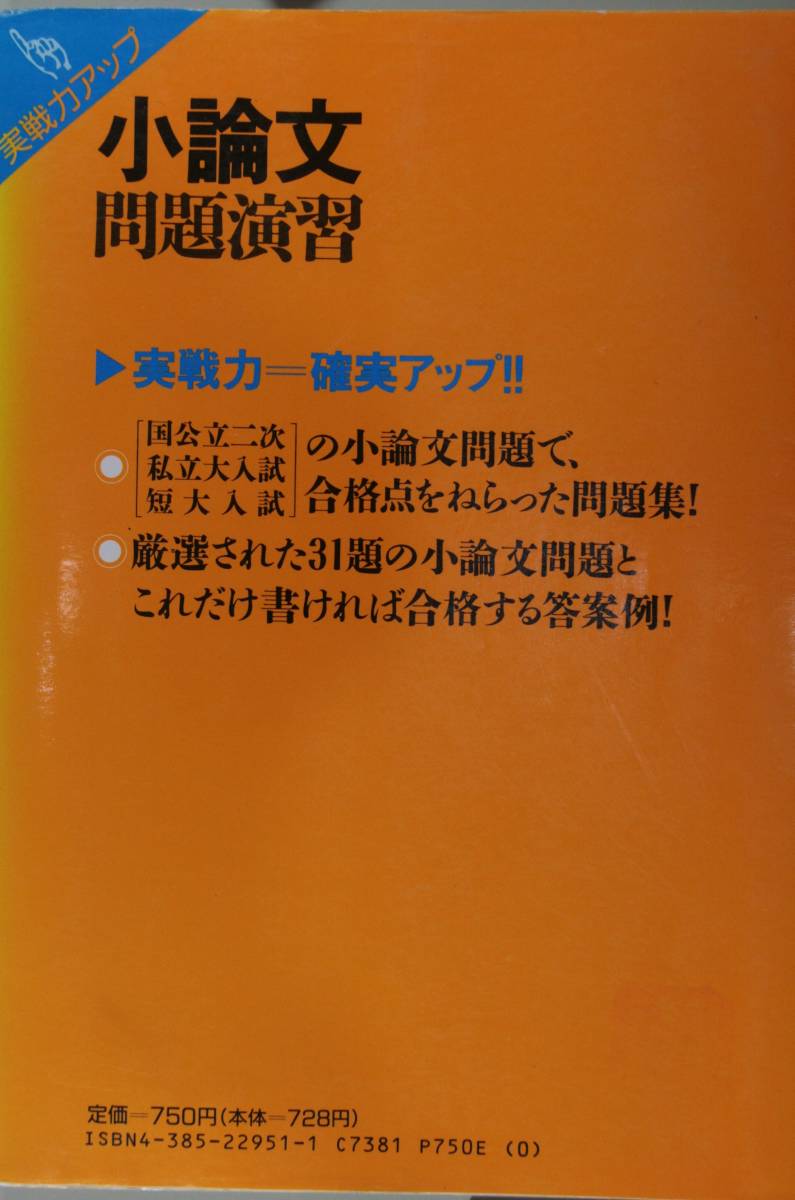 実戦力アップ
小論文
問題演習
▶実戦力=確実アップ!!
国公立二次
私立大入試
短大入試
の小論文問題で、
合格点をねらった問題集!
厳選された31題の小論文問題と
これだけ書ければ合格する答案例!
定価=750円(本体=728円)
ISBN4-385-22951-1 C7381 P750E (0)